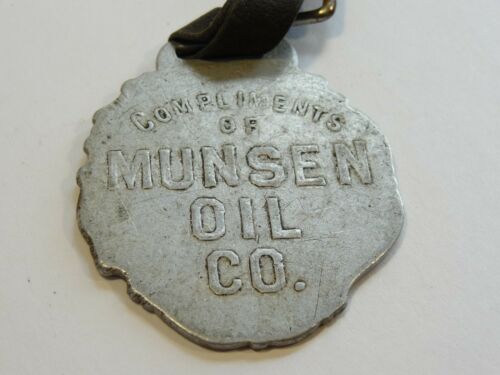 COMPLIMENTS
OF
MUNSEN
OIL
CO.